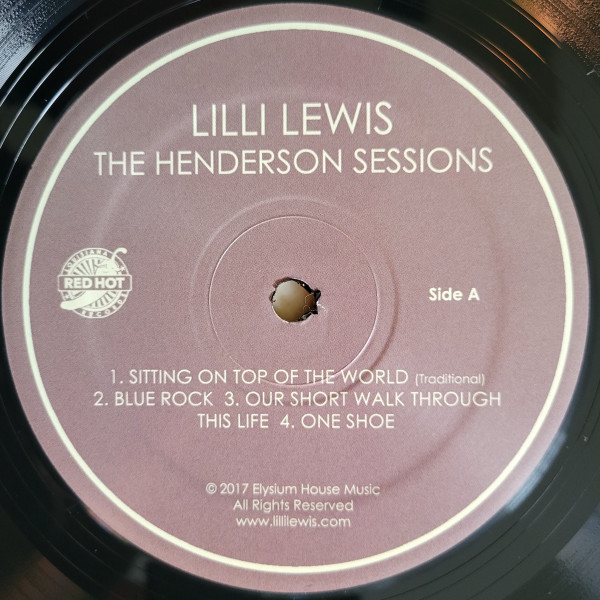 LILLI LEWIS
THE HENDERSON SESSIONS
LOUISIANA
RED HOT
RECORDS
Side A
1. SITTING ON TOP OF THE WORLD (Traditional)
2. BLUE ROCK 3. OUR SHORT WALK THROUGH
THIS LIFE 4. ONE SHOE
© 2017 Elysium House Music
All Rights Reserved
www.lillilewis.com